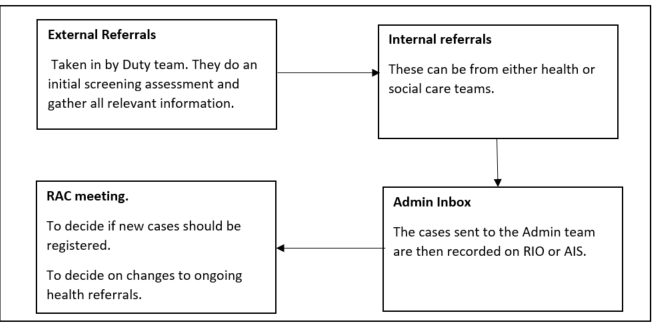 External Referrals
Taken in by Duty team. They do an
initial screening assessment and
gather all relevant information.
Internal referrals
These can be from either health or
social care teams.
Admin Inbox
The cases sent to the Admin team
are then recorded on RIO or AIS.
RAC meeting.
To decide if new cases should be
registered.
To decide on changes to ongoing
health referrals.